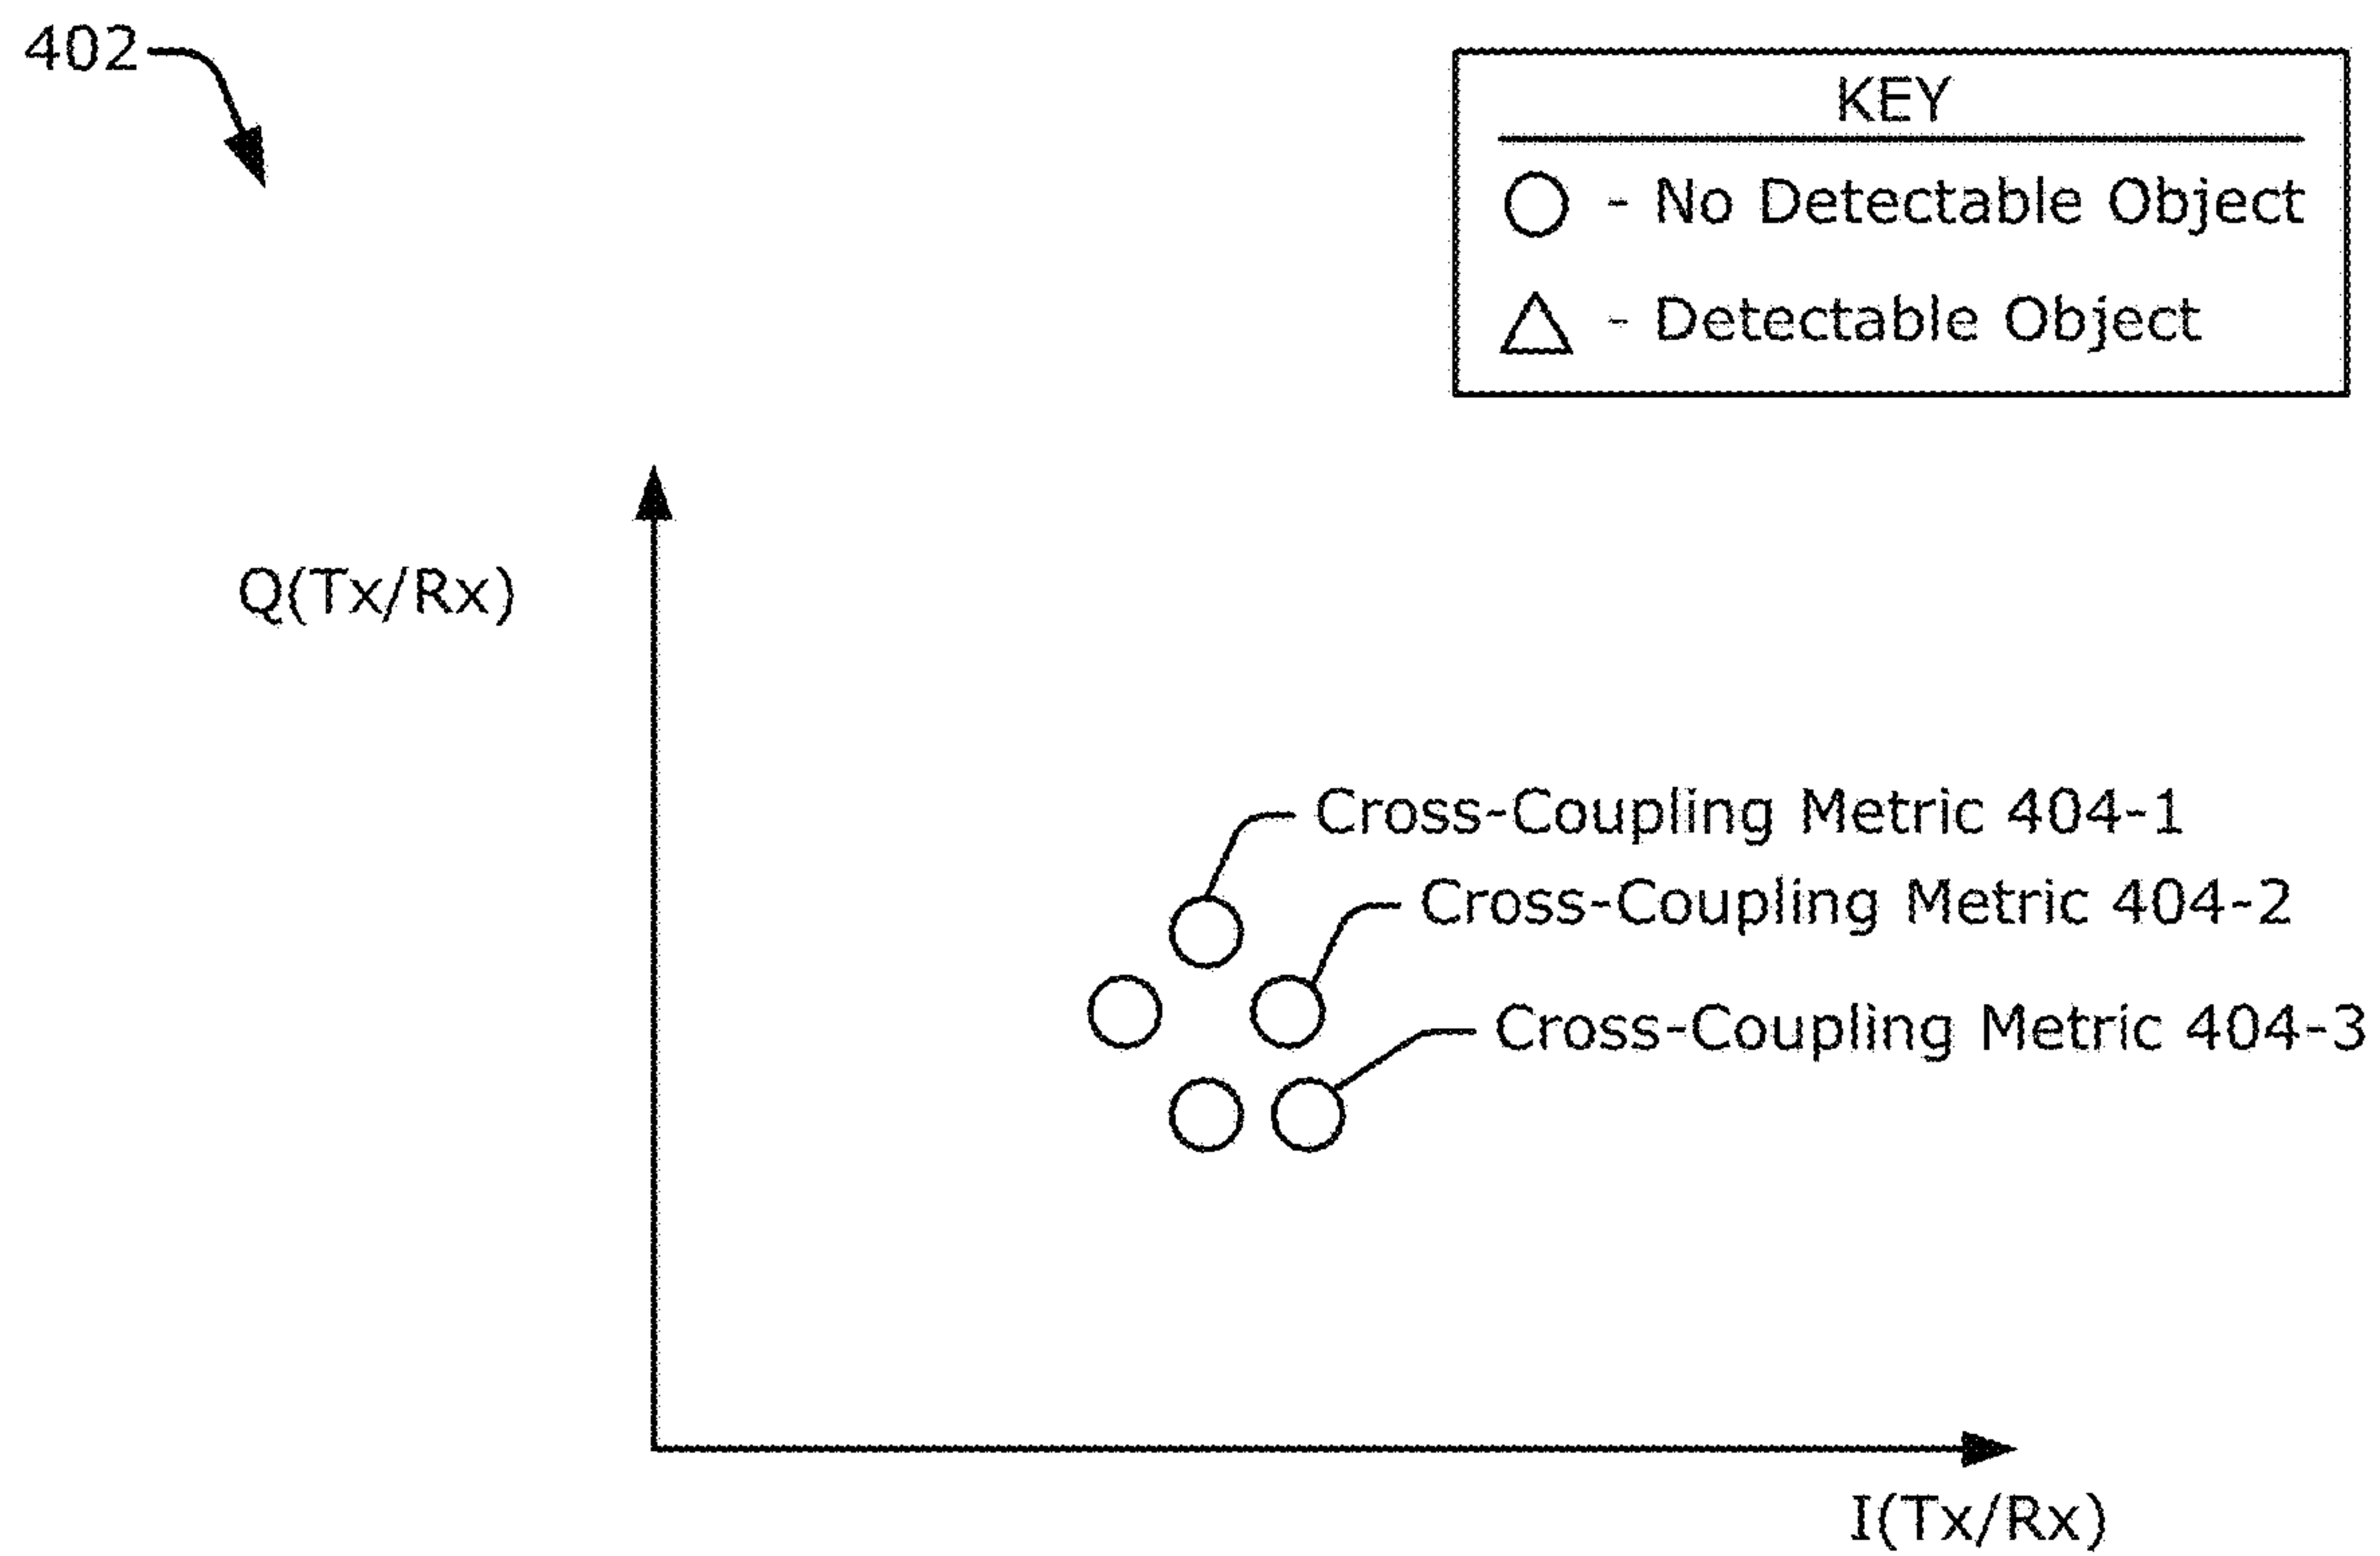 402
KEY
- No Detectable Object
- Detectable Object
Q(Tx/Rx)
Cross-Coupling Metric 404-1
Cross-Coupling Metric 404-2
Cross-Coupling Metric 404-3
I(Tx/Rx)